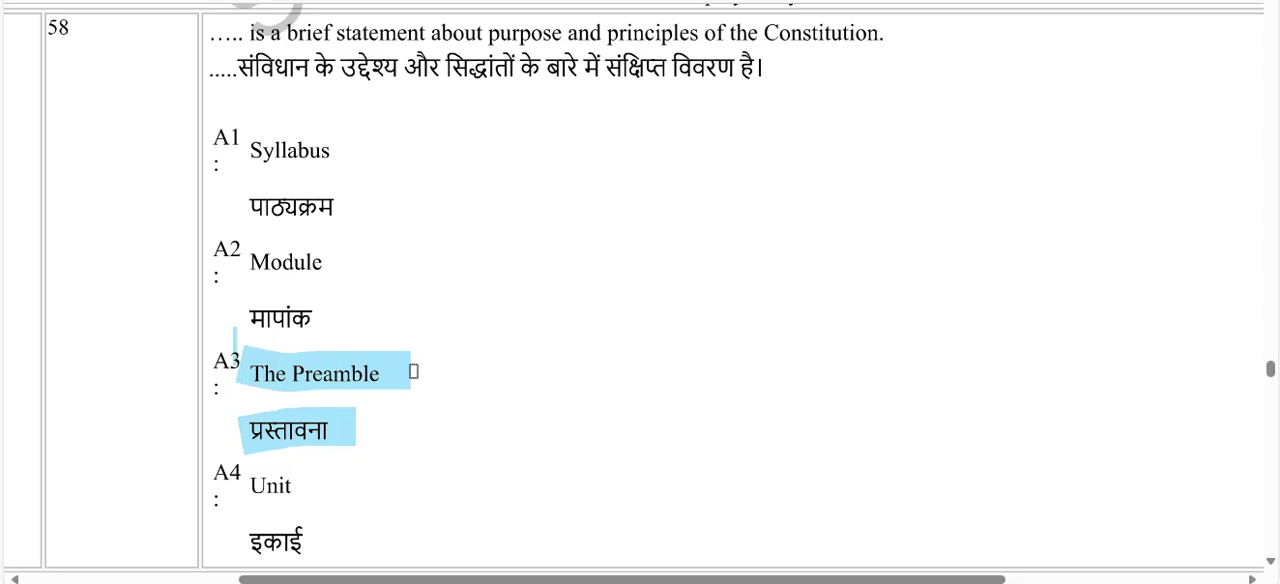 58
..... is a brief statement about purpose and principles of the Constitution.
.....संविधान के उद्देश्य और सिद्धांतों के बारे में संक्षिप्त विवरण है।
A1
:
Syllabus
पाठ्यक्रम
A2
:
Module
मापांक
A3
:
The Preamble
प्रस्तावना
A4
:
Unit
इकाई